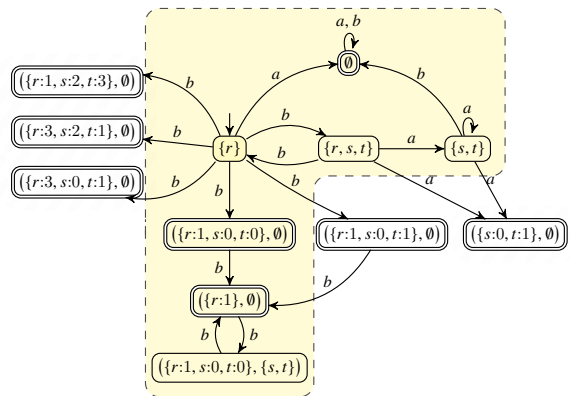 a, b
∅
({r:1, s:2, t:3}, ∅)
b
a
b
b
a
({r:3, s:2, t:1}, ∅)
b
{r}
b
{r, s, t}
a
{s, t}
({r:3, s:0, t:1}, ∅)
b
b
b
a
a
({r:1, s:0, t:0}, ∅)
({r:1, s:0, t:1}, ∅)
({s:0, t:1}, ∅)
b
b
({r:1}, ∅)
b
b
({r:1, s:0, t:0}, {s, t})